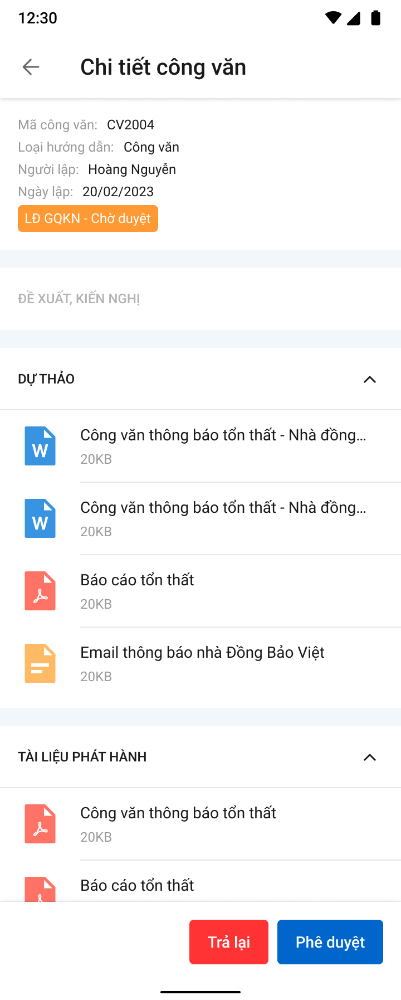 12:30
Chi tiết công văn
Mã công văn: CV2004
Loại hướng dẫn: Công văn
Người lập: Hoàng Nguyễn
Ngày lập: 20/02/2023
LĐ GQKN - Chờ duyệt
ĐỀ XUẤT, KIẾN NGHỊ
DỰ THẢO
W
Công văn thông báo tổn thất - Nhà đồng...
20KB
W
Công văn thông báo tổn thất - Nhà đồng...
20KB
Báo cáo tổn thất
20KB
Email thông báo nhà Đồng Bảo Việt
20KB
TÀI LIỆU PHÁT HÀNH
Công văn thông báo tổn thất
20KB
Báo cáo tổn thất
Trả lại
Phê duyệt